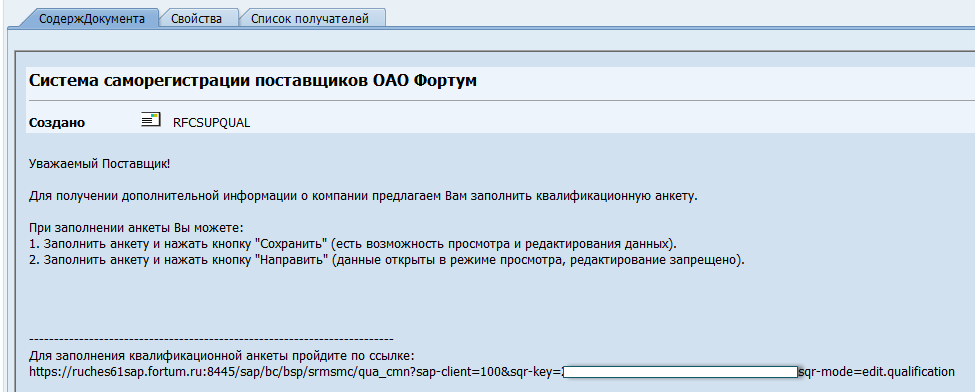 СодержДокумента Свойства Список получателей
Система саморегистрации поставщиков ОАО Фортум
Создано RFCSUPQUAL
Уважаемый Поставщик!
Для получении дополнительной информации о компании предлагаем Вам заполнить квалификационную анкету.
При заполнении анкеты Вы можете:
1. Заполнить анкету и нажать кнопку "Сохранить" (есть возможность просмотра и редактирования данных).
2. Заполнить анкету и нажать кнопку "Направить" (данные открыты в режиме просмотра, редактирование запрещено).
-------------------------------------------------------------------------
Для заполнения квалификационной анкеты пройдите по ссылке:
https://ruches61sap.fortum.ru:8445/sap/bc/bsp/srmsmc/qua_cmn?sap-client=100&sqr-key= sqr-mode=edit.qualification